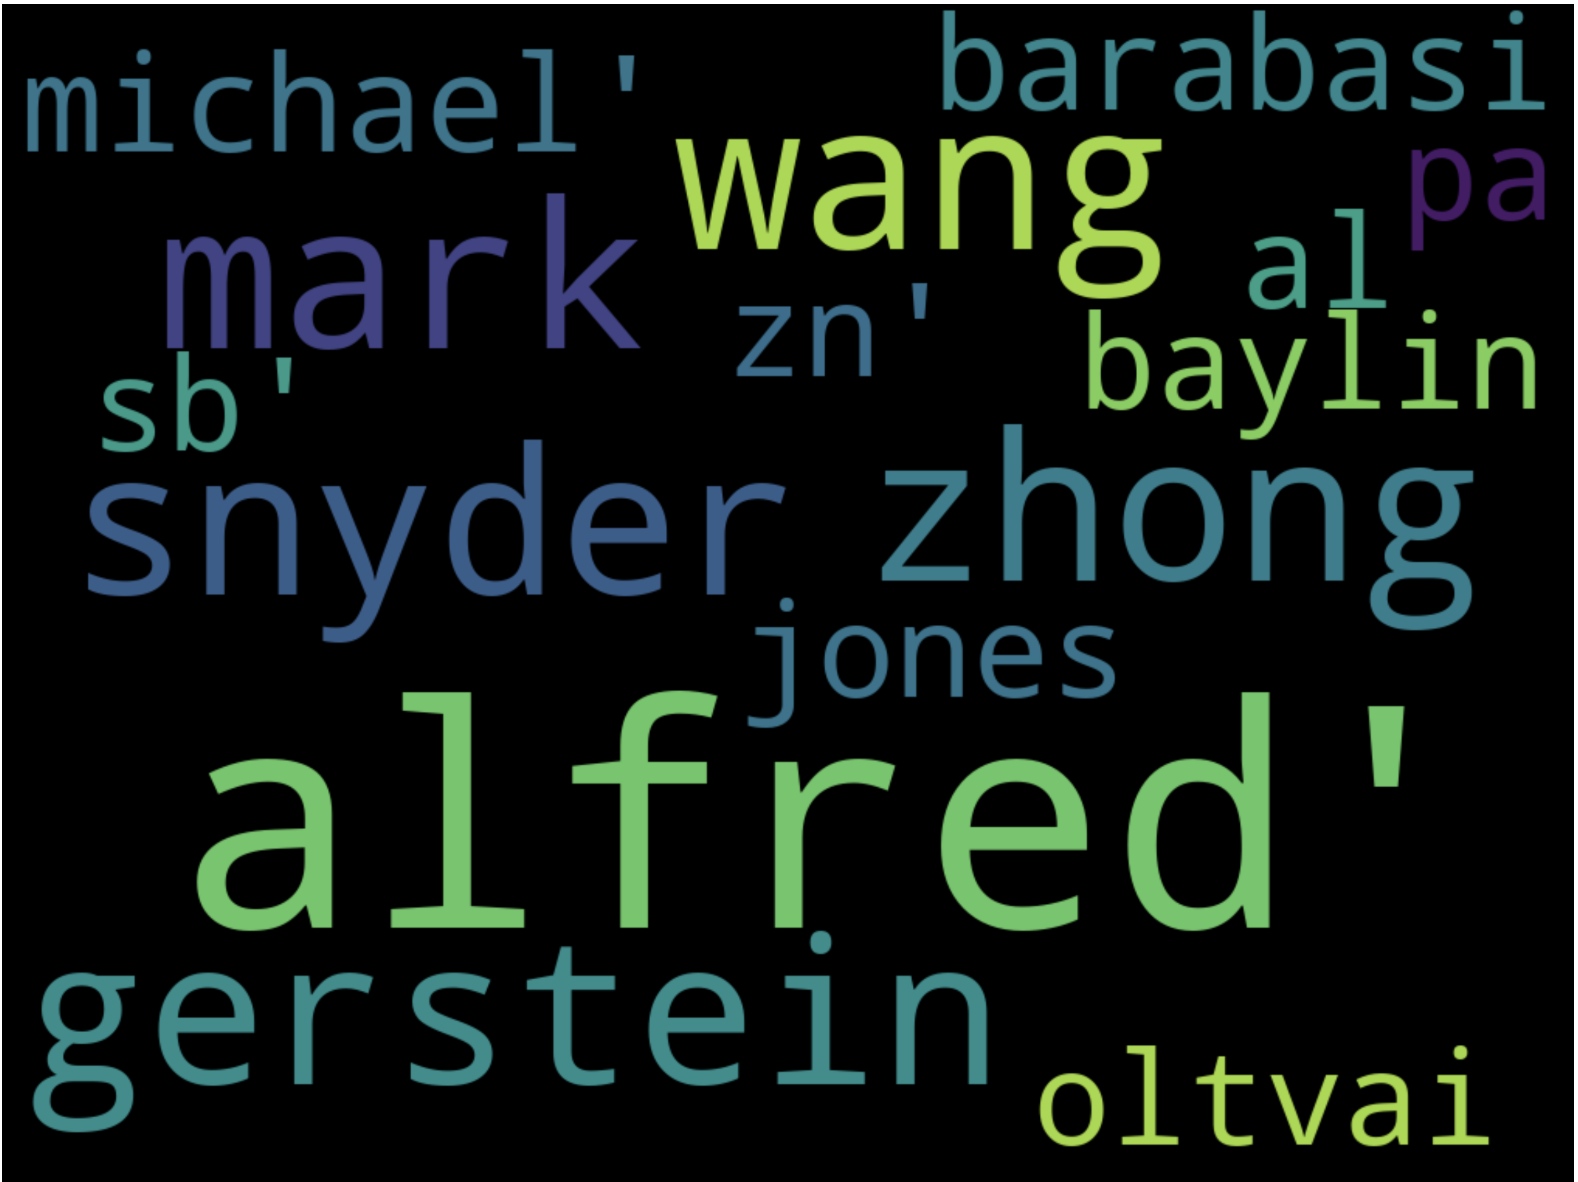 michael'
barabasi
wang
pa
mark
al
zn'
baylin
sb'
snyder
zhong
jones
alfred'
gerstein
oltvai